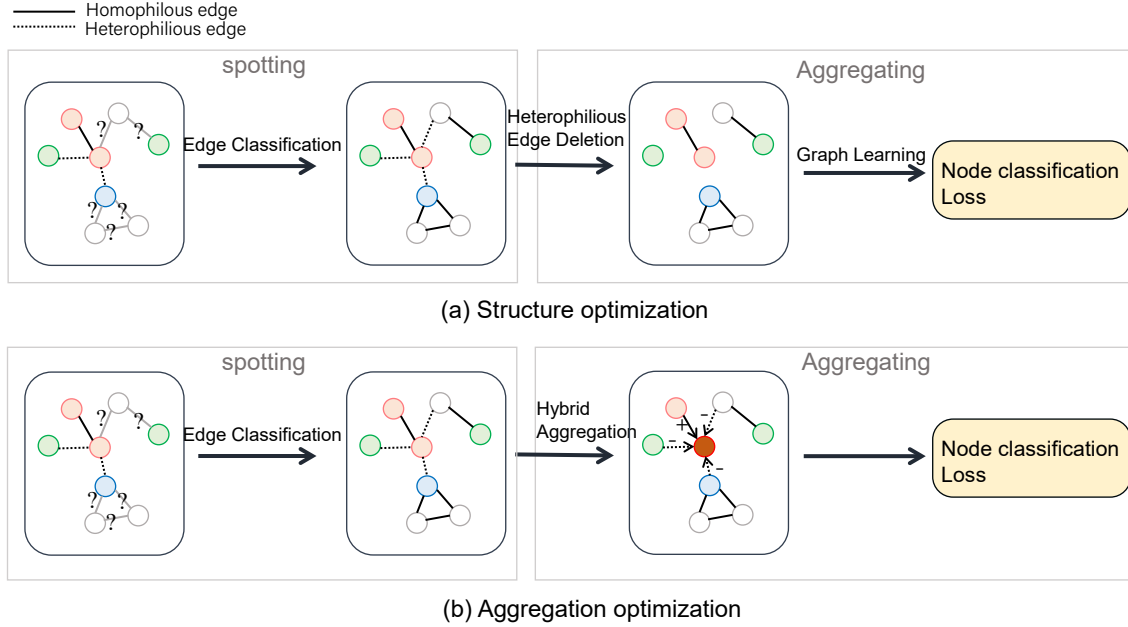 Homophilous edge
Heterophilious edge
spotting
Aggregating
? ?
Edge Classification
? ?
?
Heterophilious
Edge Deletion
Graph Learning
Node classification
Loss
(a) Structure optimization
spotting
Aggregating
? ?
Edge Classification
? ?
?
Hybrid
Aggregation
+ -
-
-
Node classification
Loss
(b) Aggregation optimization